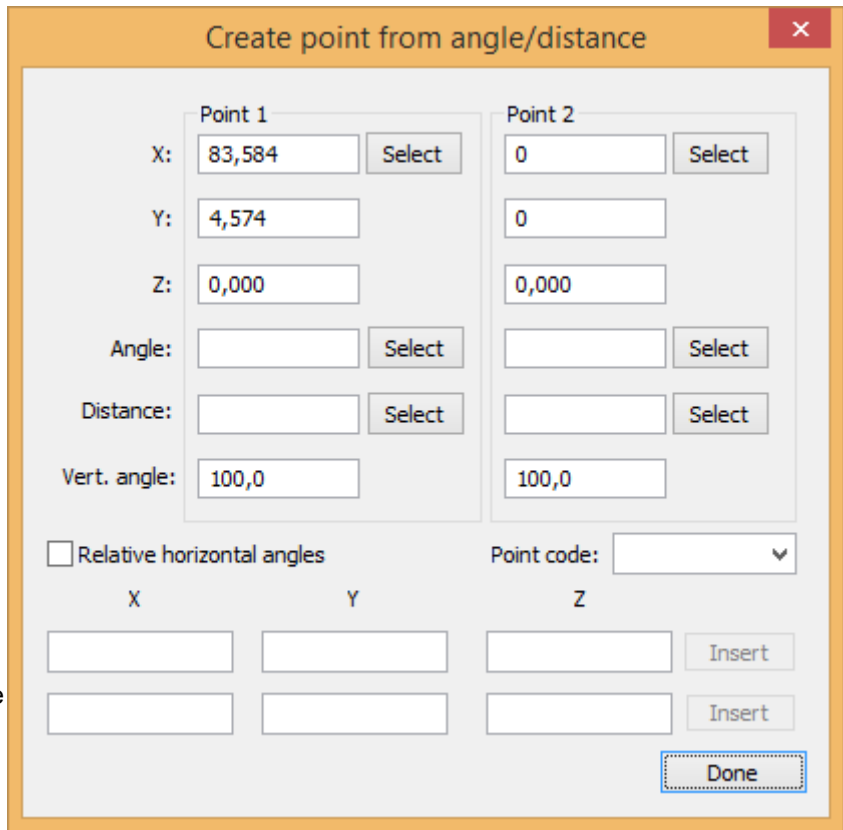 Create point from angle/distance
Point 1 Point 2
X: 83,584 Select 0 Select
Y: 4,574 0
Z: 0,000 0,000
Angle: Select Select
Distance: Select Select
Vert. angle: 100,0 100,0
Relative horizontal angles Point code:
X Y Z
Insert
e
Insert
Done